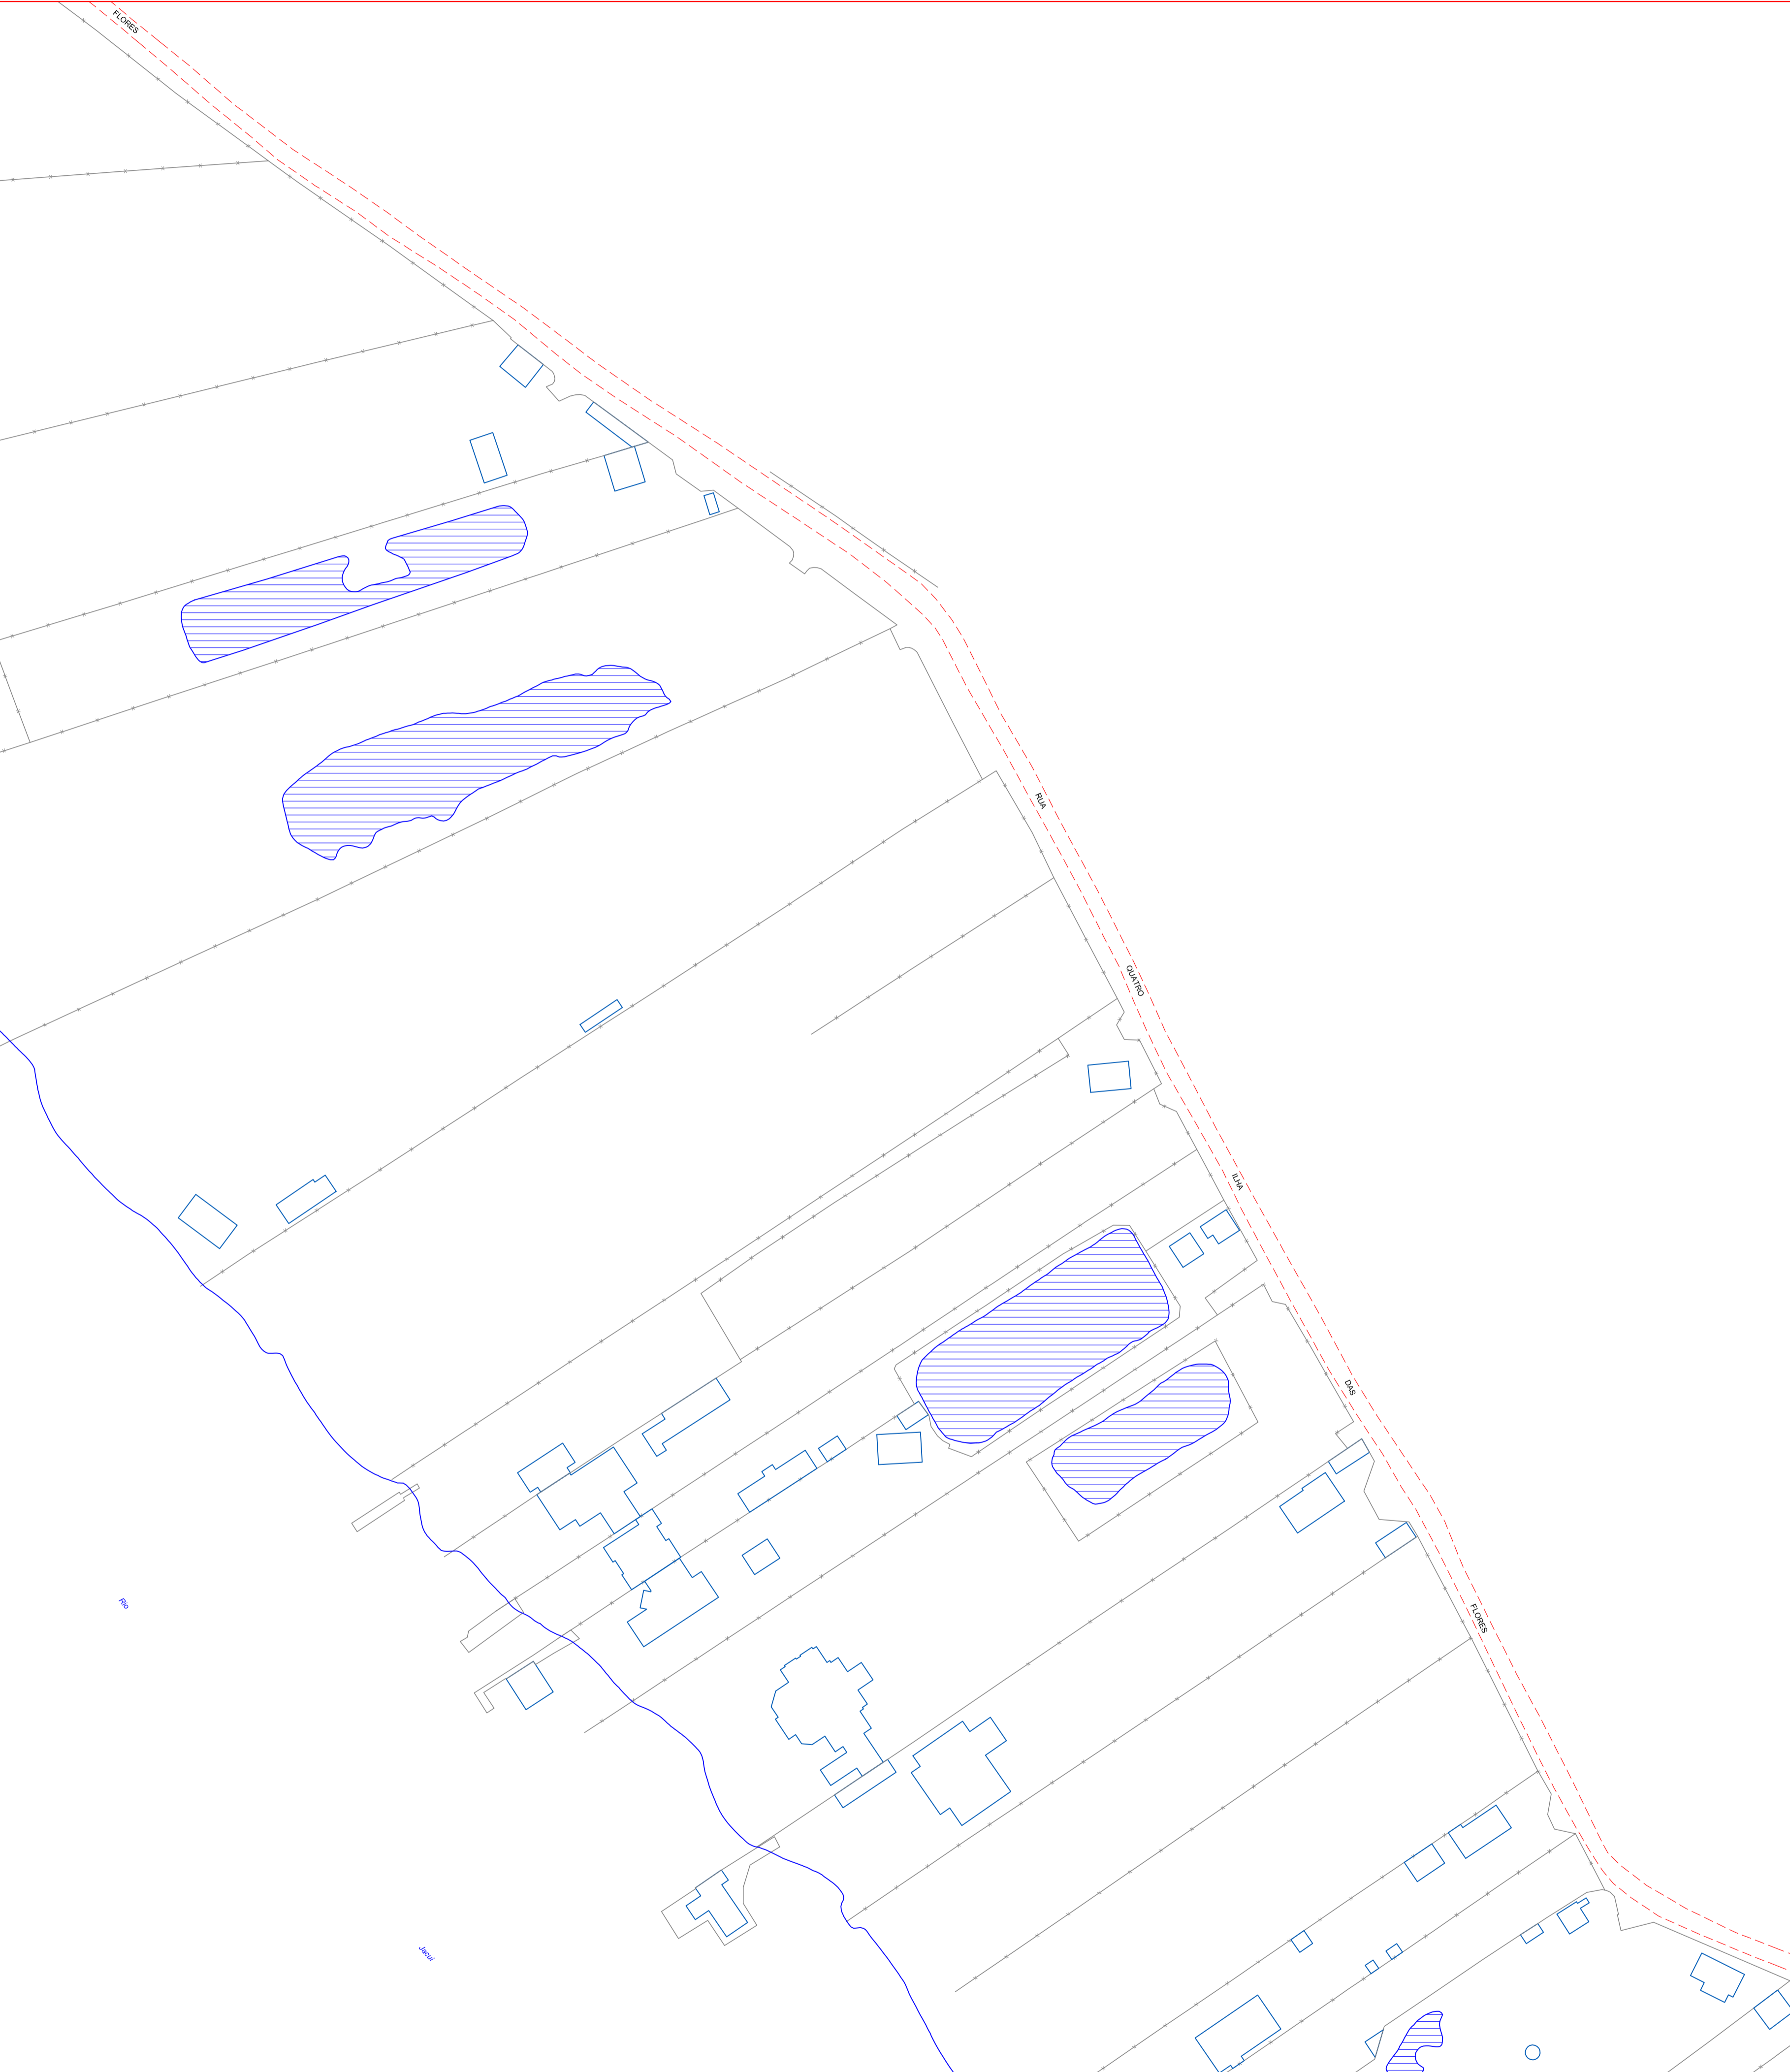 FLORES
RUA
QUATRO
ILHA
DAS
FLORES
Rio
Jacuí